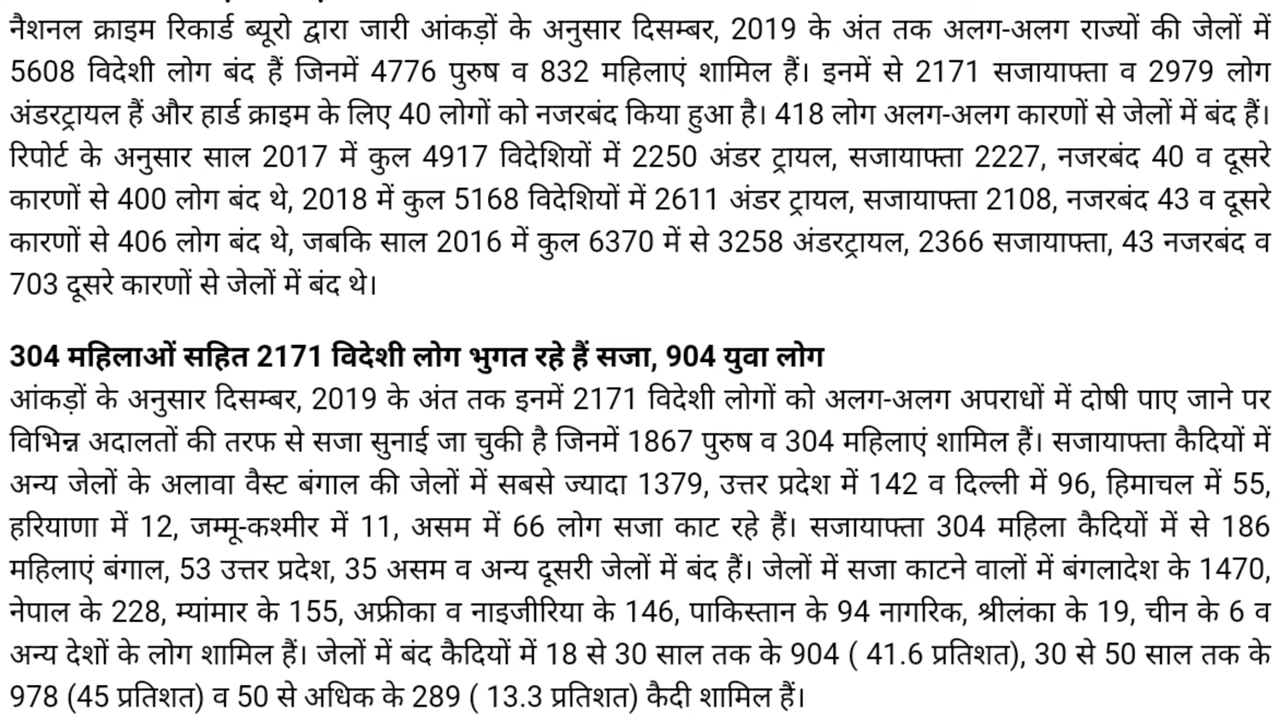 नैशनल क्राइम रिकार्ड ब्यूरो द्वारा जारी आंकड़ों के अनुसार दिसम्बर, 2019 के अंत तक अलग-अलग राज्यों की जेलों में
5608 विदेशी लोग बंद हैं जिनमें 4776 पुरुष व 832 महिलाएं शामिल हैं। इनमें से 2171 सजायाफ्ता व 2979 लोग
अंडरट्रायल हैं और हार्ड क्राइम के लिए 40 लोगों को नजरबंद किया हुआ है। 418 लोग अलग-अलग कारणों से जेलों में बंद हैं।
रिपोर्ट के अनुसार साल 2017 में कुल 4917 विदेशियों में 2250 अंडर ट्रायल, सजायाफ्ता 2227, नजरबंद 40 व दूसरे
कारणों से 400 लोग बंद थे, 2018 में कुल 5168 विदेशियों में 2611 अंडर ट्रायल, सजायाफ्ता 2108, नजरबंद 43 व दूसरे
कारणों से 406 लोग बंद थे, जबकि साल 2016 में कुल 6370 में से 3258 अंडरट्रायल, 2366 सजायाफ्ता, 43 नजरबंद व
703 दूसरे कारणों से जेलों में बंद थे।
304 महिलाओं सहित 2171 विदेशी लोग भुगत रहे हैं सजा, 904 युवा लोग
आंकड़ों के अनुसार दिसम्बर, 2019 के अंत तक इनमें 2171 विदेशी लोगों को अलग-अलग अपराधों में दोषी पाए जाने पर
विभिन्न अदालतों की तरफ से सजा सुनाई जा चुकी है जिनमें 1867 पुरुष व 304 महिलाएं शामिल हैं। सजायाफ्ता कैदियों में
अन्य जेलों के अलावा वैस्ट बंगाल की जेलों में सबसे ज्यादा 1379, उत्तर प्रदेश में 142 व दिल्ली में 96, हिमाचल में 55,
हरियाणा में 12, जम्मू-कश्मीर में 11, असम में 66 लोग सजा काट रहे हैं। सजायाफ्ता 304 महिला कैदियों में से 186
महिलाएं बंगाल, 53 उत्तर प्रदेश, 35 असम व अन्य दूसरी जेलों में बंद हैं। जेलों में सजा काटने वालों में बंगलादेश के 1470,
नेपाल के 228, म्यांमार के 155, अफ्रीका व नाइजीरिया के 146, पाकिस्तान के 94 नागरिक, श्रीलंका के 19, चीन के 6 व
अन्य देशों के लोग शामिल हैं। जेलों में बंद कैदियों में 18 से 30 साल तक के 904 ( 41.6 प्रतिशत), 30 से 50 साल तक के
978 (45 प्रतिशत) व 50 से अधिक के 289 ( 13.3 प्रतिशत) कैदी शामिल हैं।